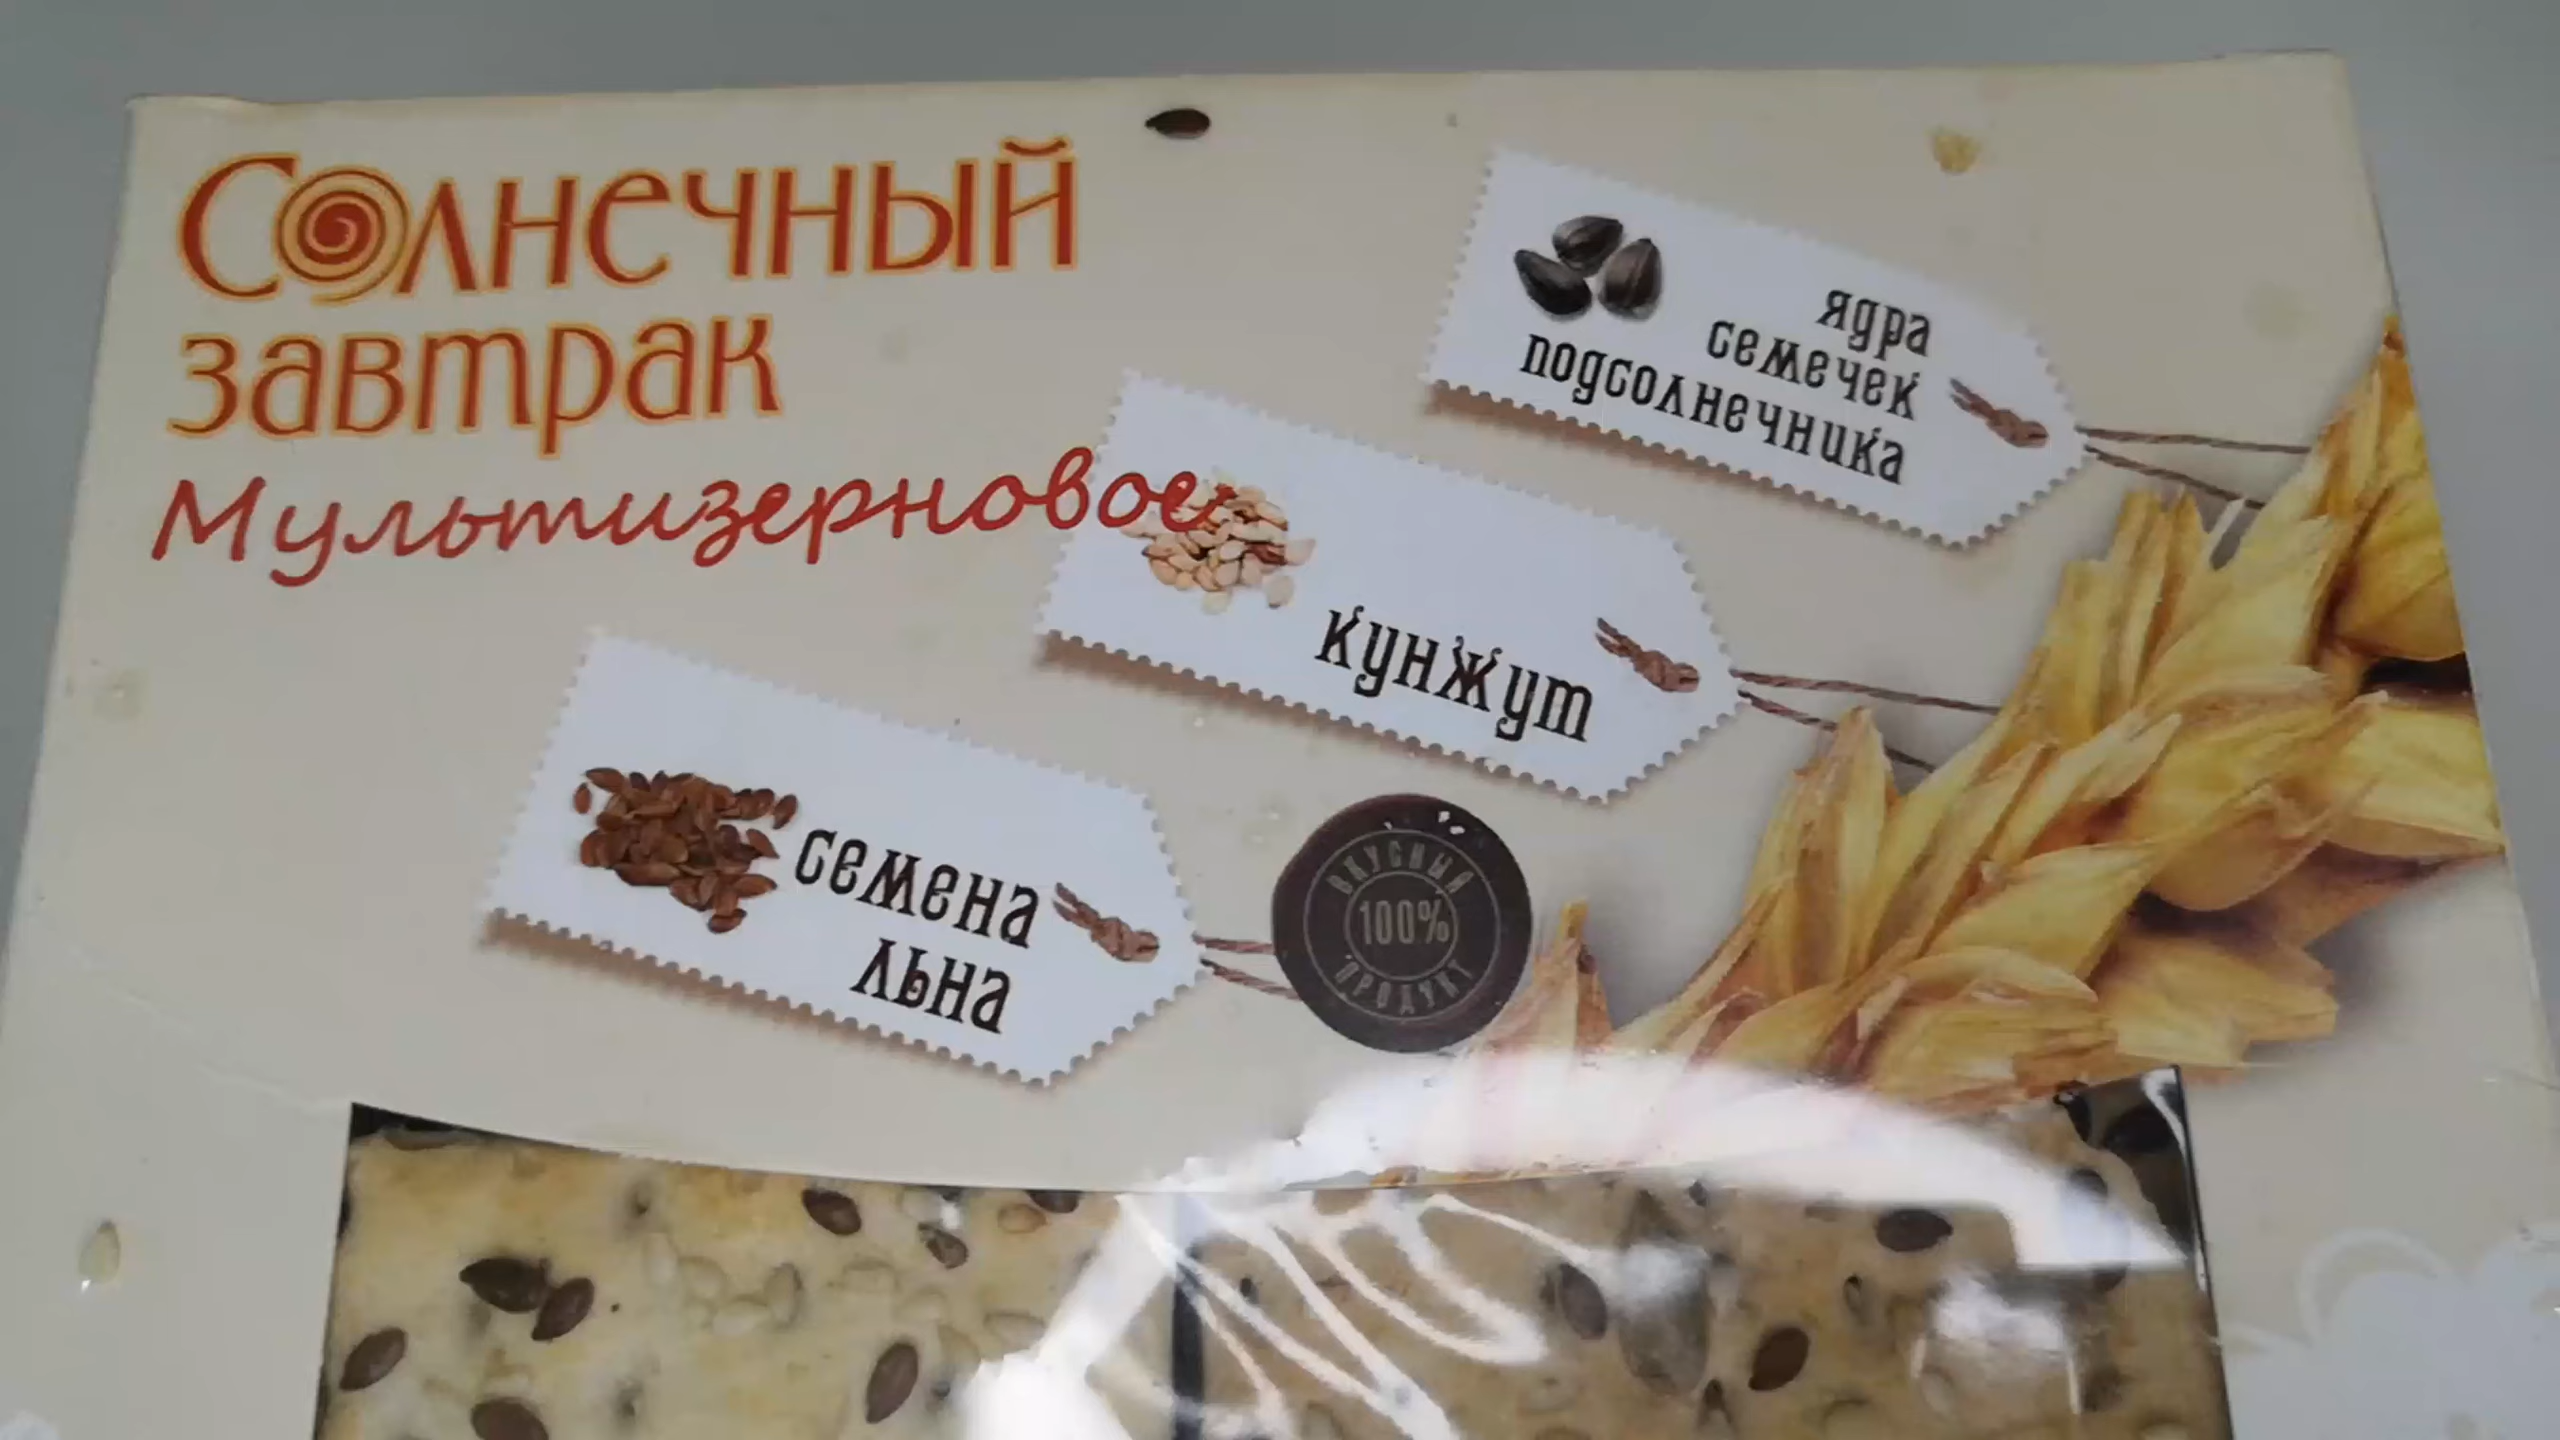 Солнечный
завтрак
Мультизерновое
ядра
семечек
подсолнечника
кунжут
семена
льна
ВКУСНЫЙ
100%
ПРОДУКТ